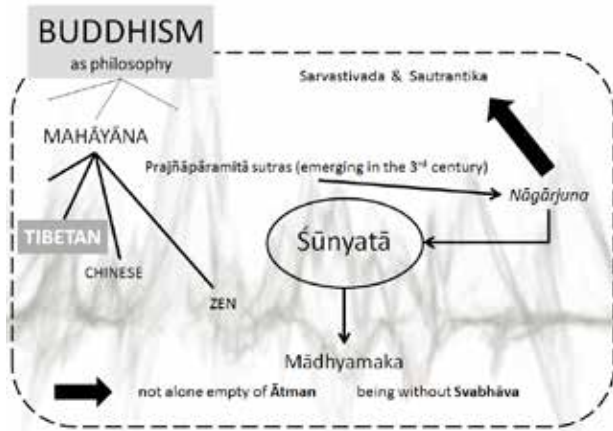 BUDDHISM
as philosophy
Sarvastivada & Sautrantika
MAHĀYĀNA
Prajñāpāramitā sutras (emerging in the 3rd century)
Nāgārjuna
TIBETAN
Śūnyatā
CHINESE
ZEN
Mādhyamaka
not alone empty of Ātman being without Svabhāva